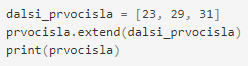 dalsi_prvocisla = [23, 29, 31]
prvocisla.extend(dalsi_prvocisla)
print(prvocisla)